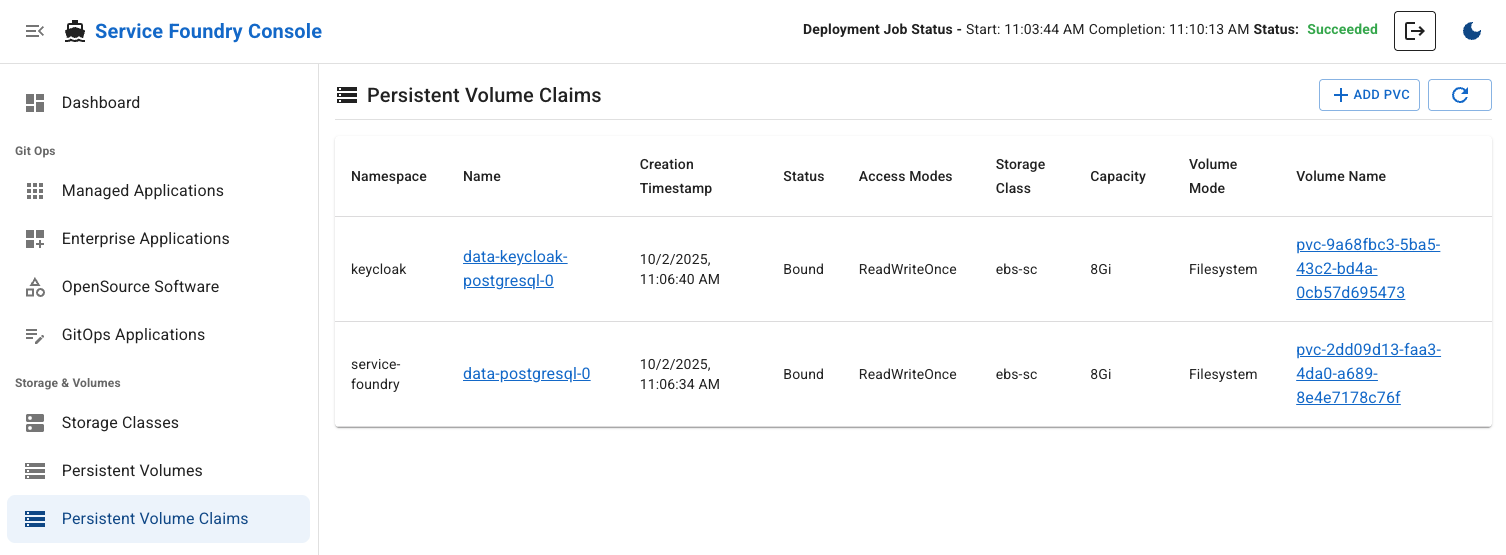 Service Foundry Console
Deployment Job Status - Start: 11:03:44 AM Completion: 11:10:13 AM Status: Succeeded
Dashboard
Git Ops
Managed Applications
Enterprise Applications
OpenSource Software
GitOps Applications
Storage & Volumes
Storage Classes
Persistent Volumes
Persistent Volume Claims
Persistent Volume Claims
ADD PVC
Namespace
Name
Creation
Timestamp
Status
Access Modes
Storage
Class
Capacity
Volume
Mode
Volume Name
keycloak
data-keycloak-
postgresql-0
10/2/2025,
11:06:40 AM
Bound
ReadWriteOnce
ebs-sc
8Gi
Filesystem
pvc-9a68fbc3-5ba5-
43c2-bd4a-
0cb57d695473
service-
foundry
data-postgresql-0
10/2/2025,
11:06:34 AM
Bound
ReadWriteOnce
ebs-sc
8Gi
Filesystem
pvc-2dd09d13-faa3-
4da0-a689-
8e4e7178c76f